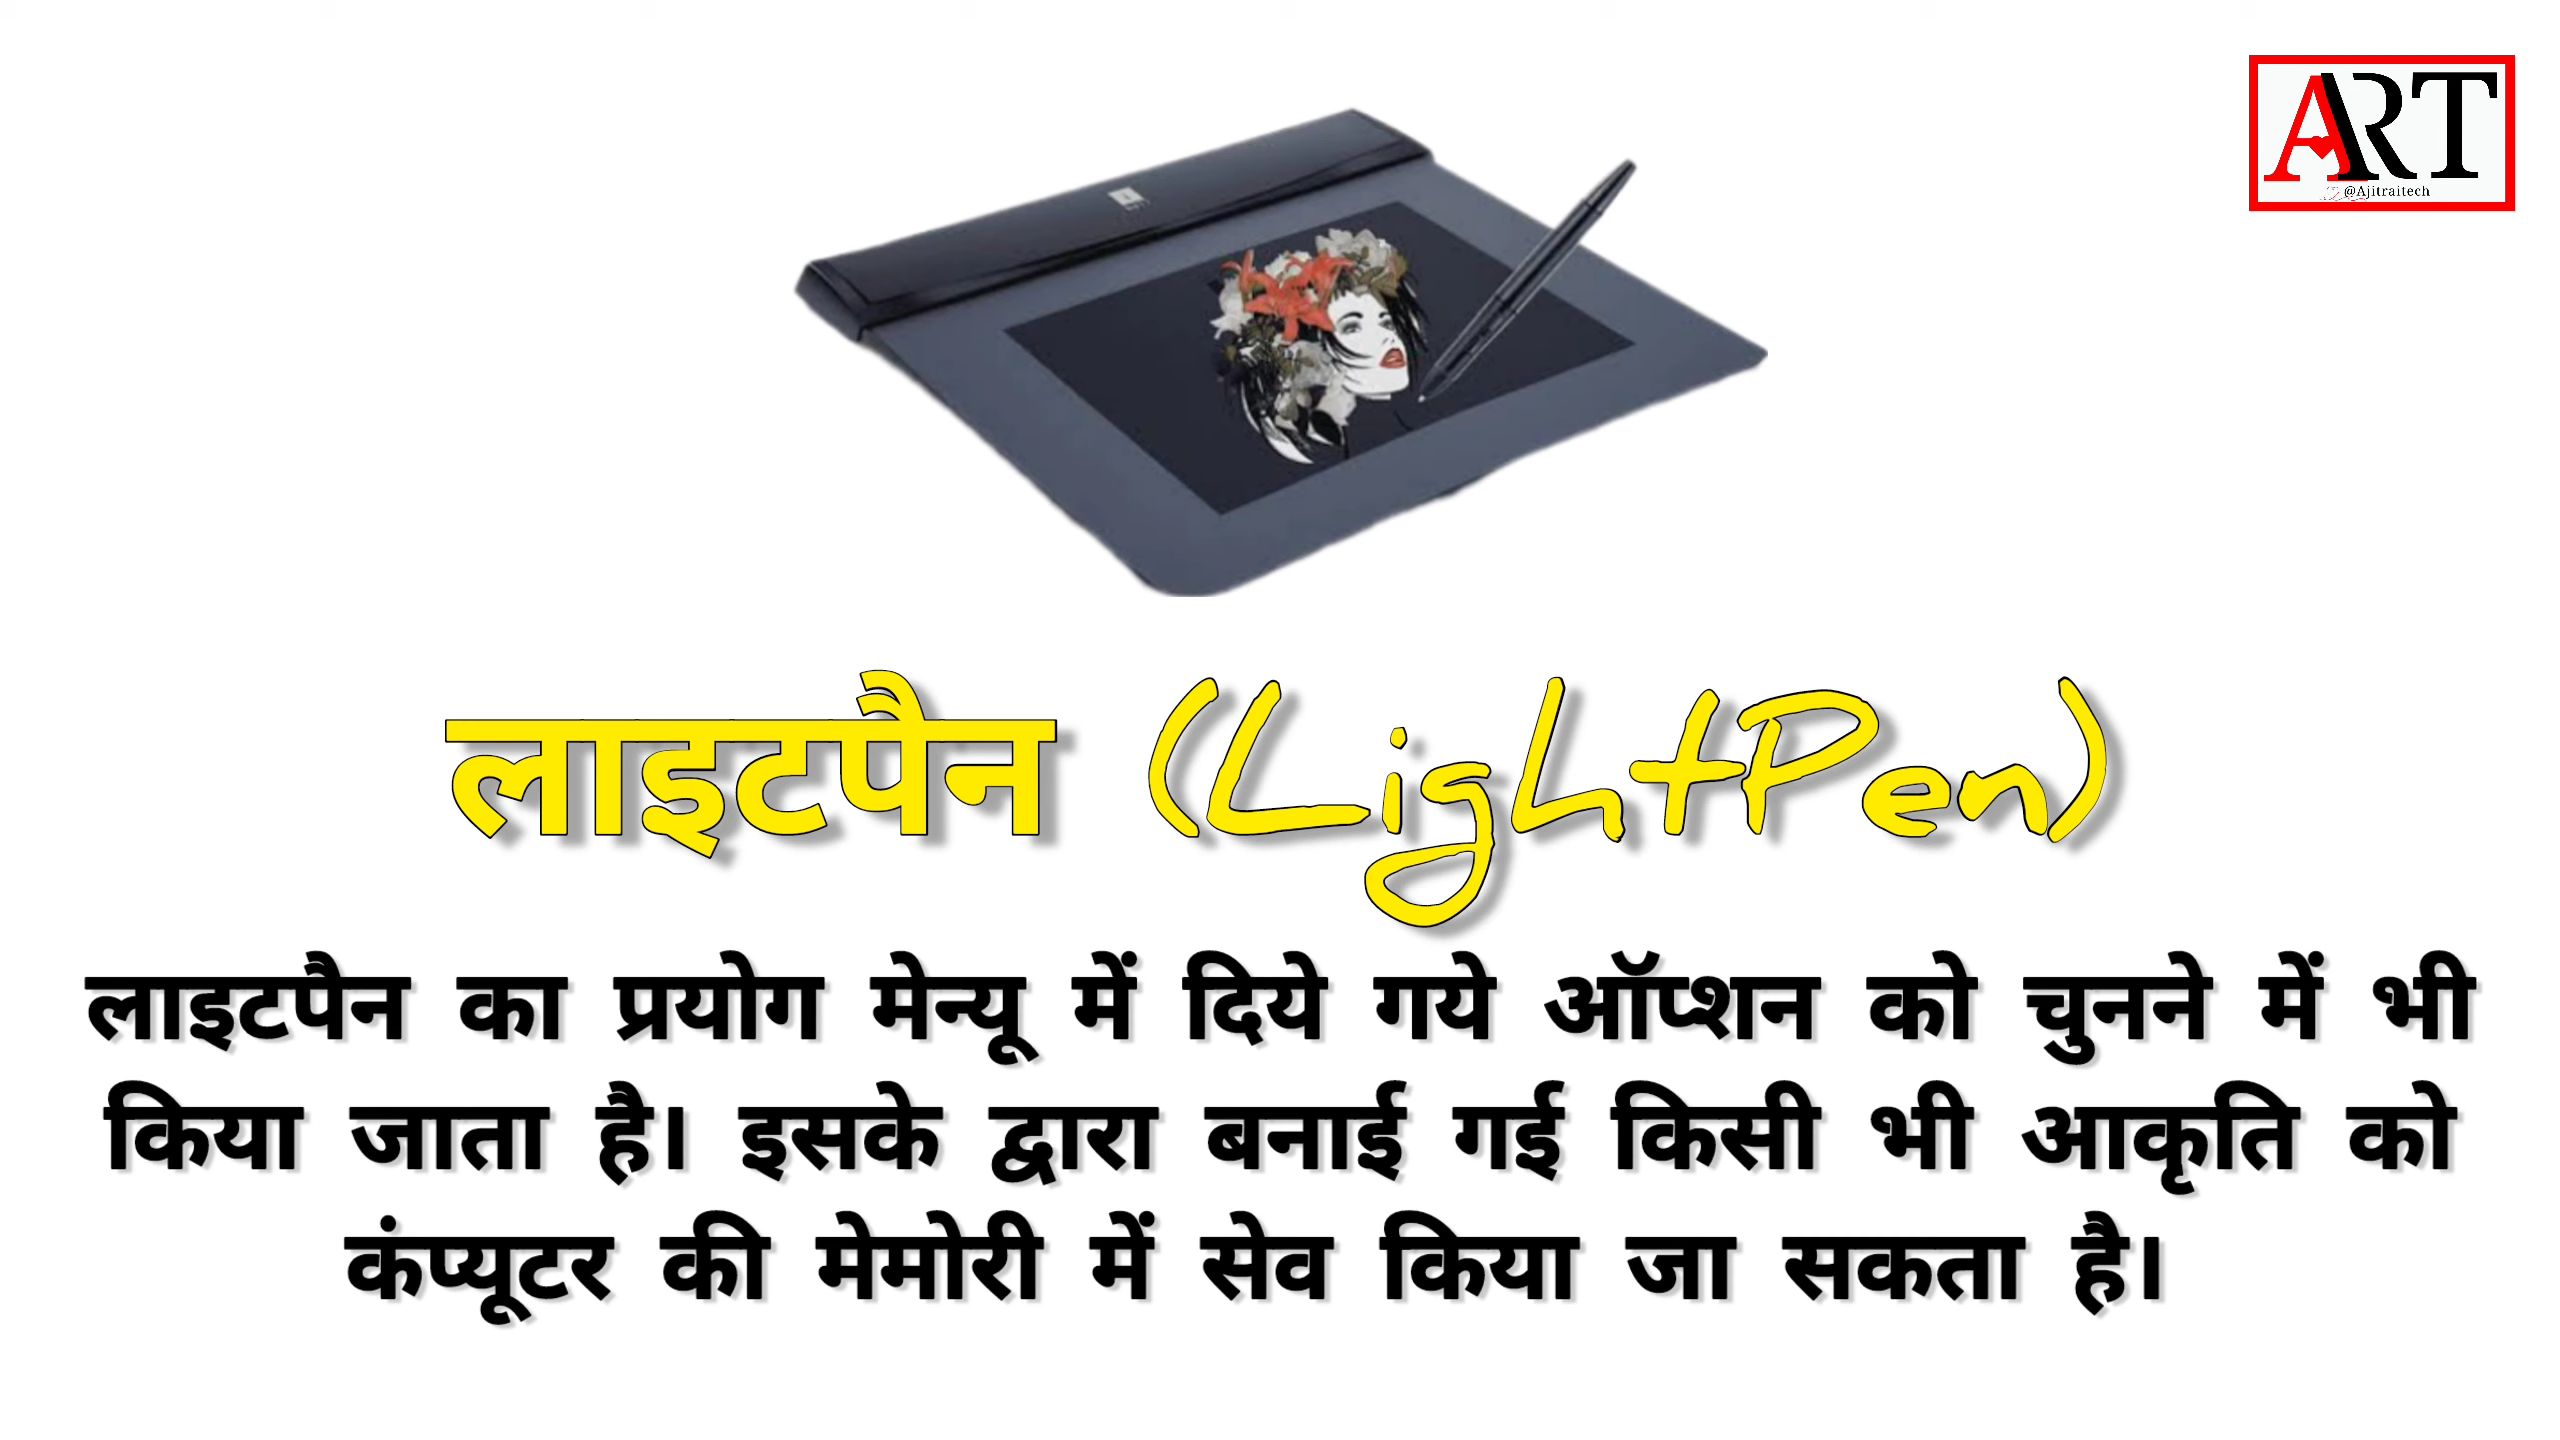 ART
@Ajitraitech
लाइटपैन (LightPen)
लाइटपैन का प्रयोग मेन्यू में दिये गये ऑप्शन को चुनने में भी
किया जाता है। इसके द्वारा बनाई गई किसी भी आकृति को
कंप्यूटर की मेमोरी में सेव किया जा सकता है।